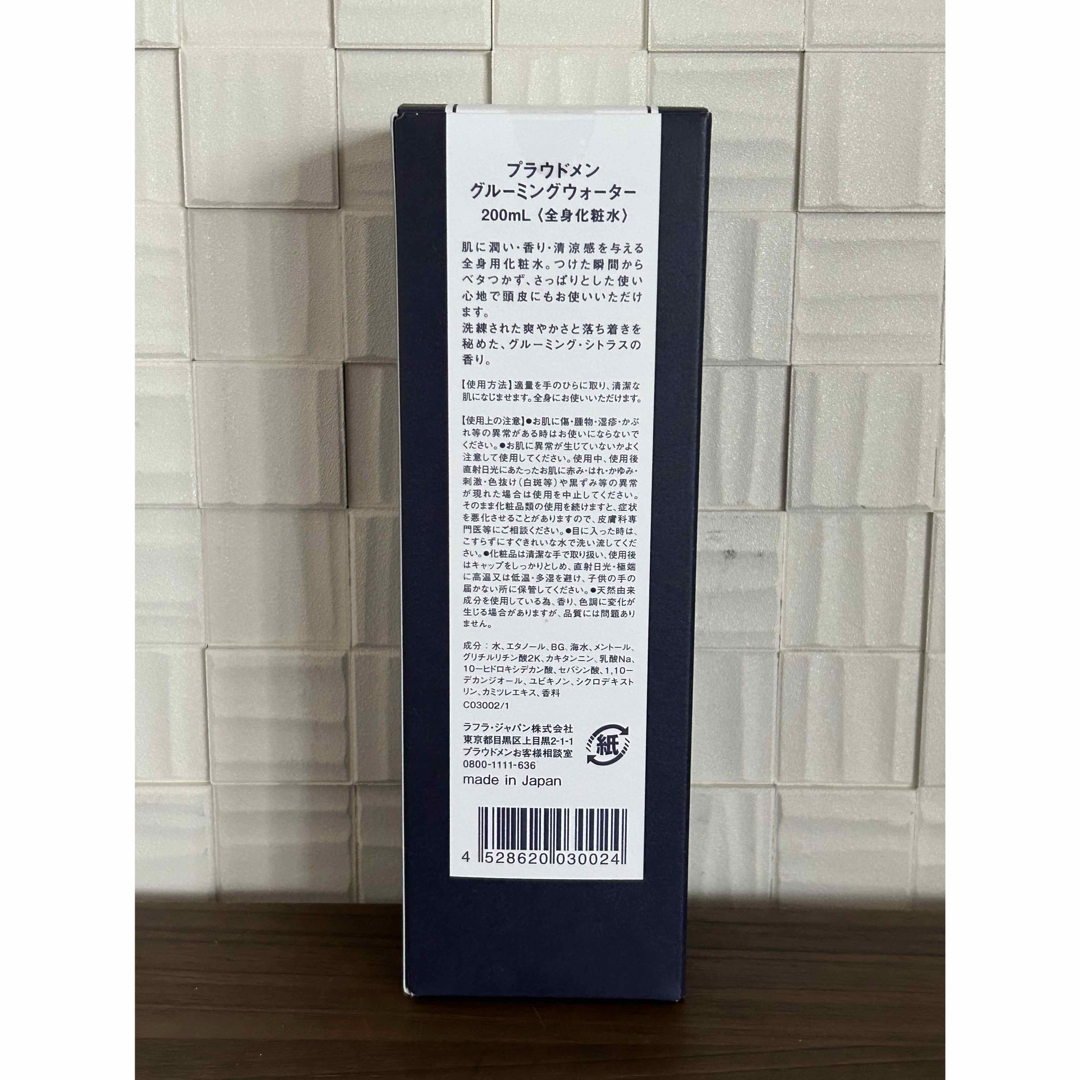 プラウドメン
グルーミングウォーター
200mL〈全身化粧水〉
肌に潤い・香り・清涼感を与える
全身用化粧水。つけた瞬間から
ベタつかず、さっぱりとした使い
心地で頭皮にもお使いいただけ
ます。
洗練された爽やかさと落ち着きを
秘めた、グルーミング・シトラスの
香り。
【使用方法】適量を手のひらに取り、清潔な
肌になじませます。全身にお使いいただけます。
【使用上の注意】●お肌に傷・腫物・湿疹・かぶ
れ等の異常がある時はお使いにならないで
ください。●お肌に異常が生じていないかよく
注意して使用してください。使用中、使用後
直射日光にあたったお肌に赤み・はれ・かゆみ・
刺激・色抜け(白斑等)や黒ずみ等の異常
が現れた場合は使用を中止してください。
そのまま化粧品類の使用を続けますと、症状
を悪化させることがありますので、皮膚科専
門医等にご相談ください。●目に入った時は、
こすらずにすぐきれいな水で洗い流してくだ
さい。●化粧品は清潔な手で取り扱い、使用後
はキャップをしっかりとしめ、直射日光・極端
に高温又は低温・多湿を避け、子供の手の
届かない所に保管してください。●天然由来
成分を使用している為、香り、色調に変化が
生じる場合がありますが、品質には問題あり
ません。
成分：水、エタノール、BG、海水、メントール、
グリチルリチン酸2K、カキタンニン、乳酸Na、
10-ヒドロキシデカン酸、セバシン酸、1,10-
デカンジオール、ユビキノン、シクロデキスト
リン、カミツレエキス、香料
C03002/1
ラフラ・ジャパン株式会社
東京都目黒区上目黒2-1-1
プラウドメンお客様相談室
0800-1111-636
made in Japan
紙
4 528620 030024